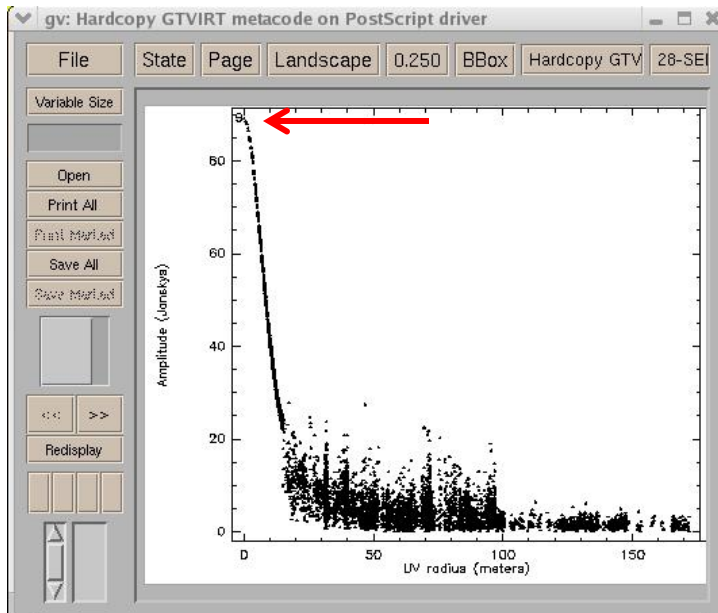 gv: Hardcopy GTVIRT metacode on PostScript driver
File State Page Landscape 0.250 BBox Hardcopy GTV 28-SEI
Variable Size
Open
Print All
Print Marked
Save All
Save Marked
<< >>
Redisplay
80
60
40
20
0
Amplitude (Janskys)
0 50 100 150
UV radius (meters)